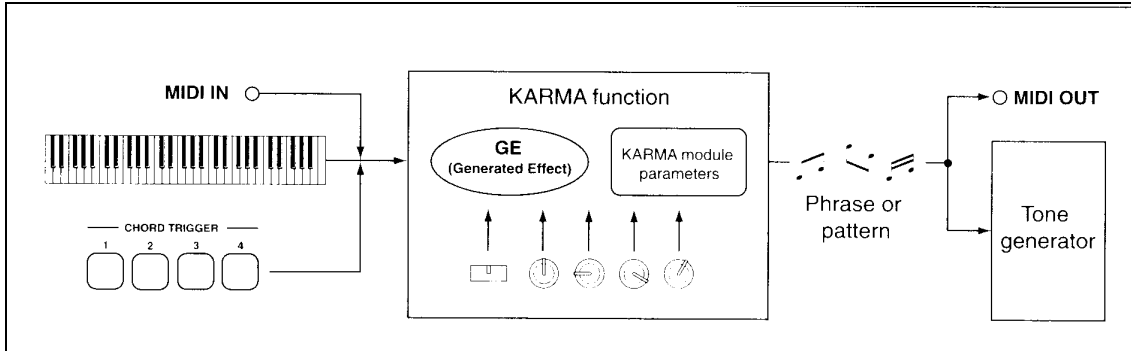 MIDI IN
CHORD TRIGGER
1 2 3 4
KARMA function
GE
(Generated Effect)
KARMA module
parameters
Phrase or
pattern
MIDI OUT
Tone
generator